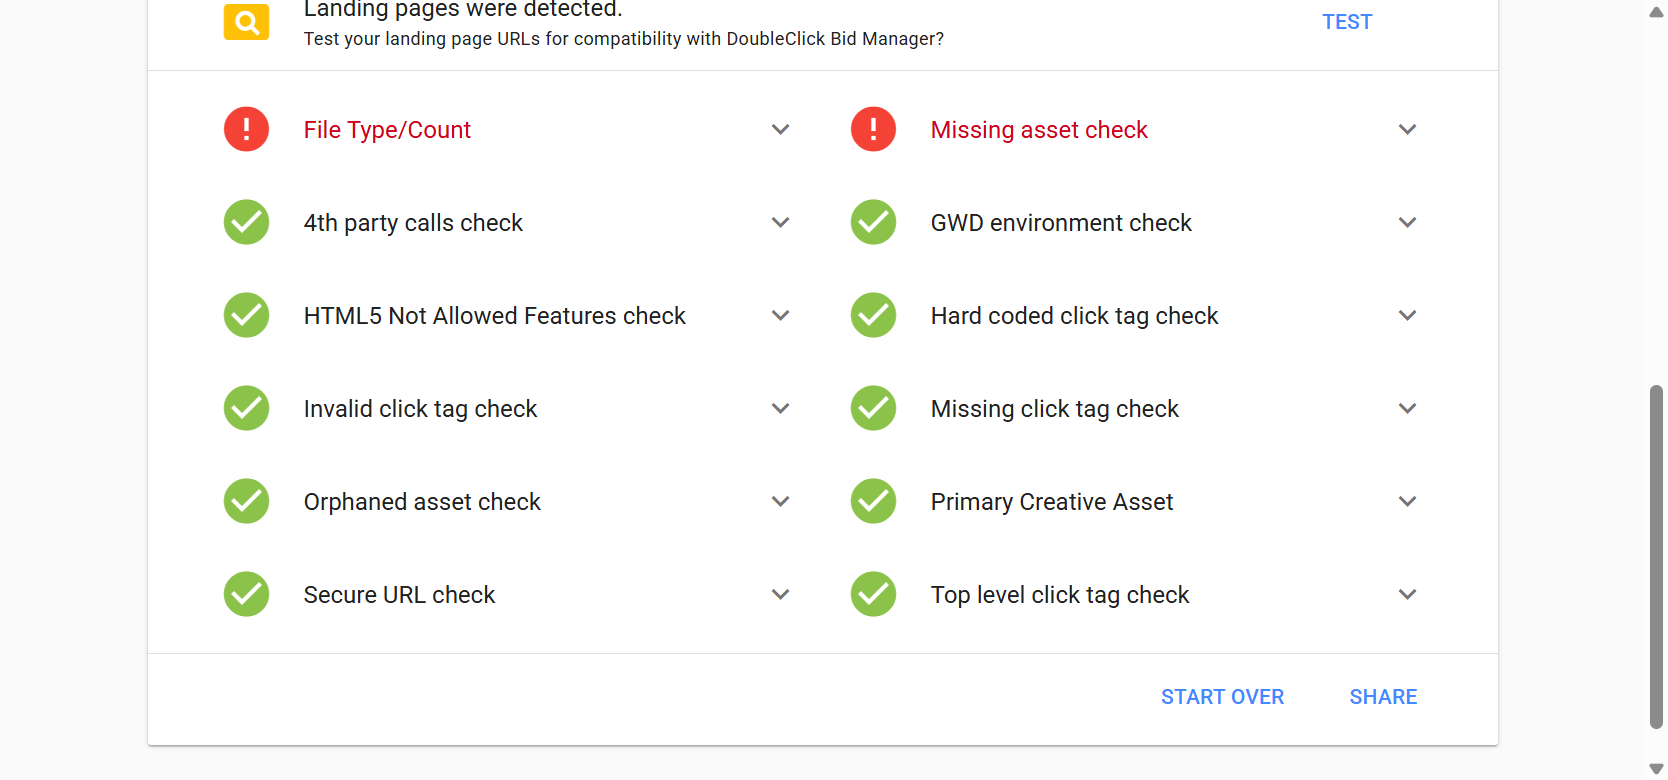 Landing pages were detected.
TEST
Test your landing page URLs for compatibility with DoubleClick Bid Manager?
File Type/Count
Missing asset check
4th party calls check
GWD environment check
HTML5 Not Allowed Features check
Hard coded click tag check
Invalid click tag check
Missing click tag check
Orphaned asset check
Primary Creative Asset
Secure URL check
Top level click tag check
START OVER
SHARE